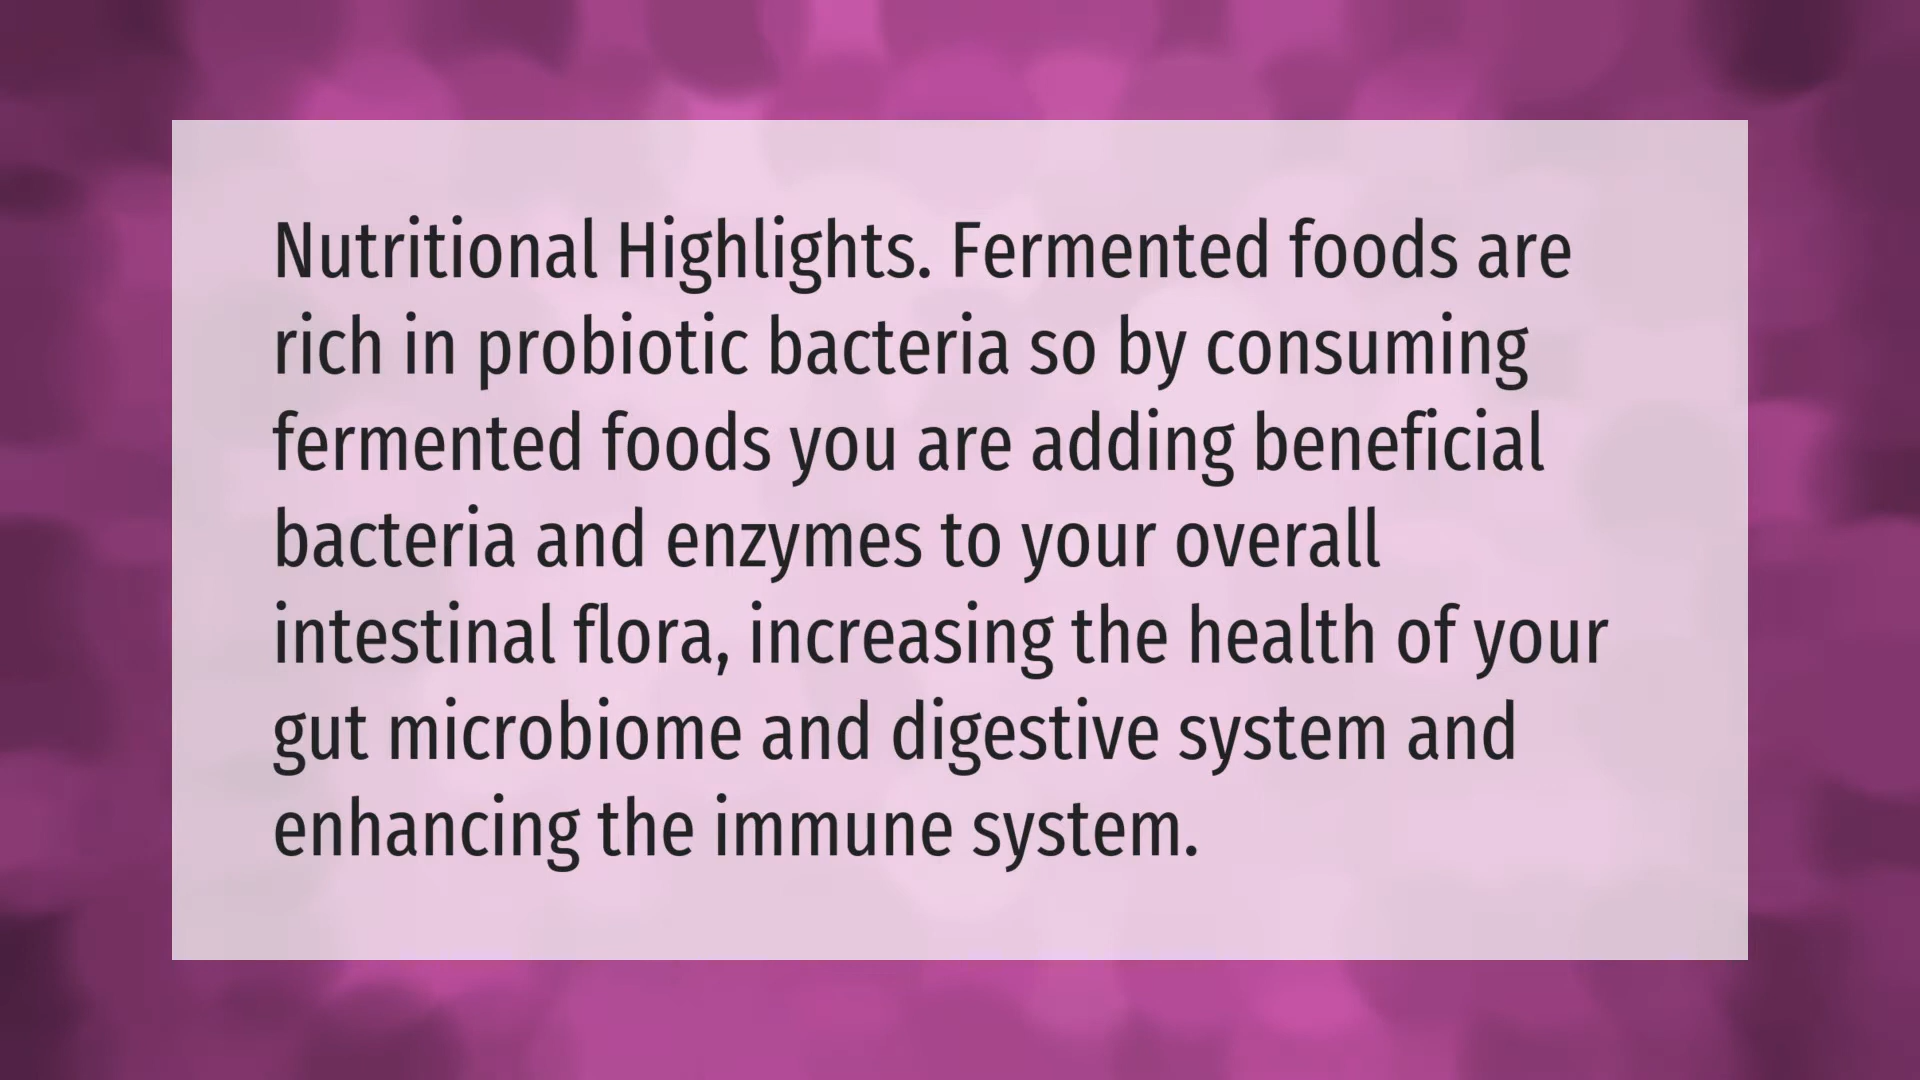 Nutritional Highlights. Fermented foods are
rich in probiotic bacteria so by consuming
fermented foods you are adding beneficial
bacteria and enzymes to your overall
intestinal flora, increasing the health of your
gut microbiome and digestive system and
enhancing the immune system.